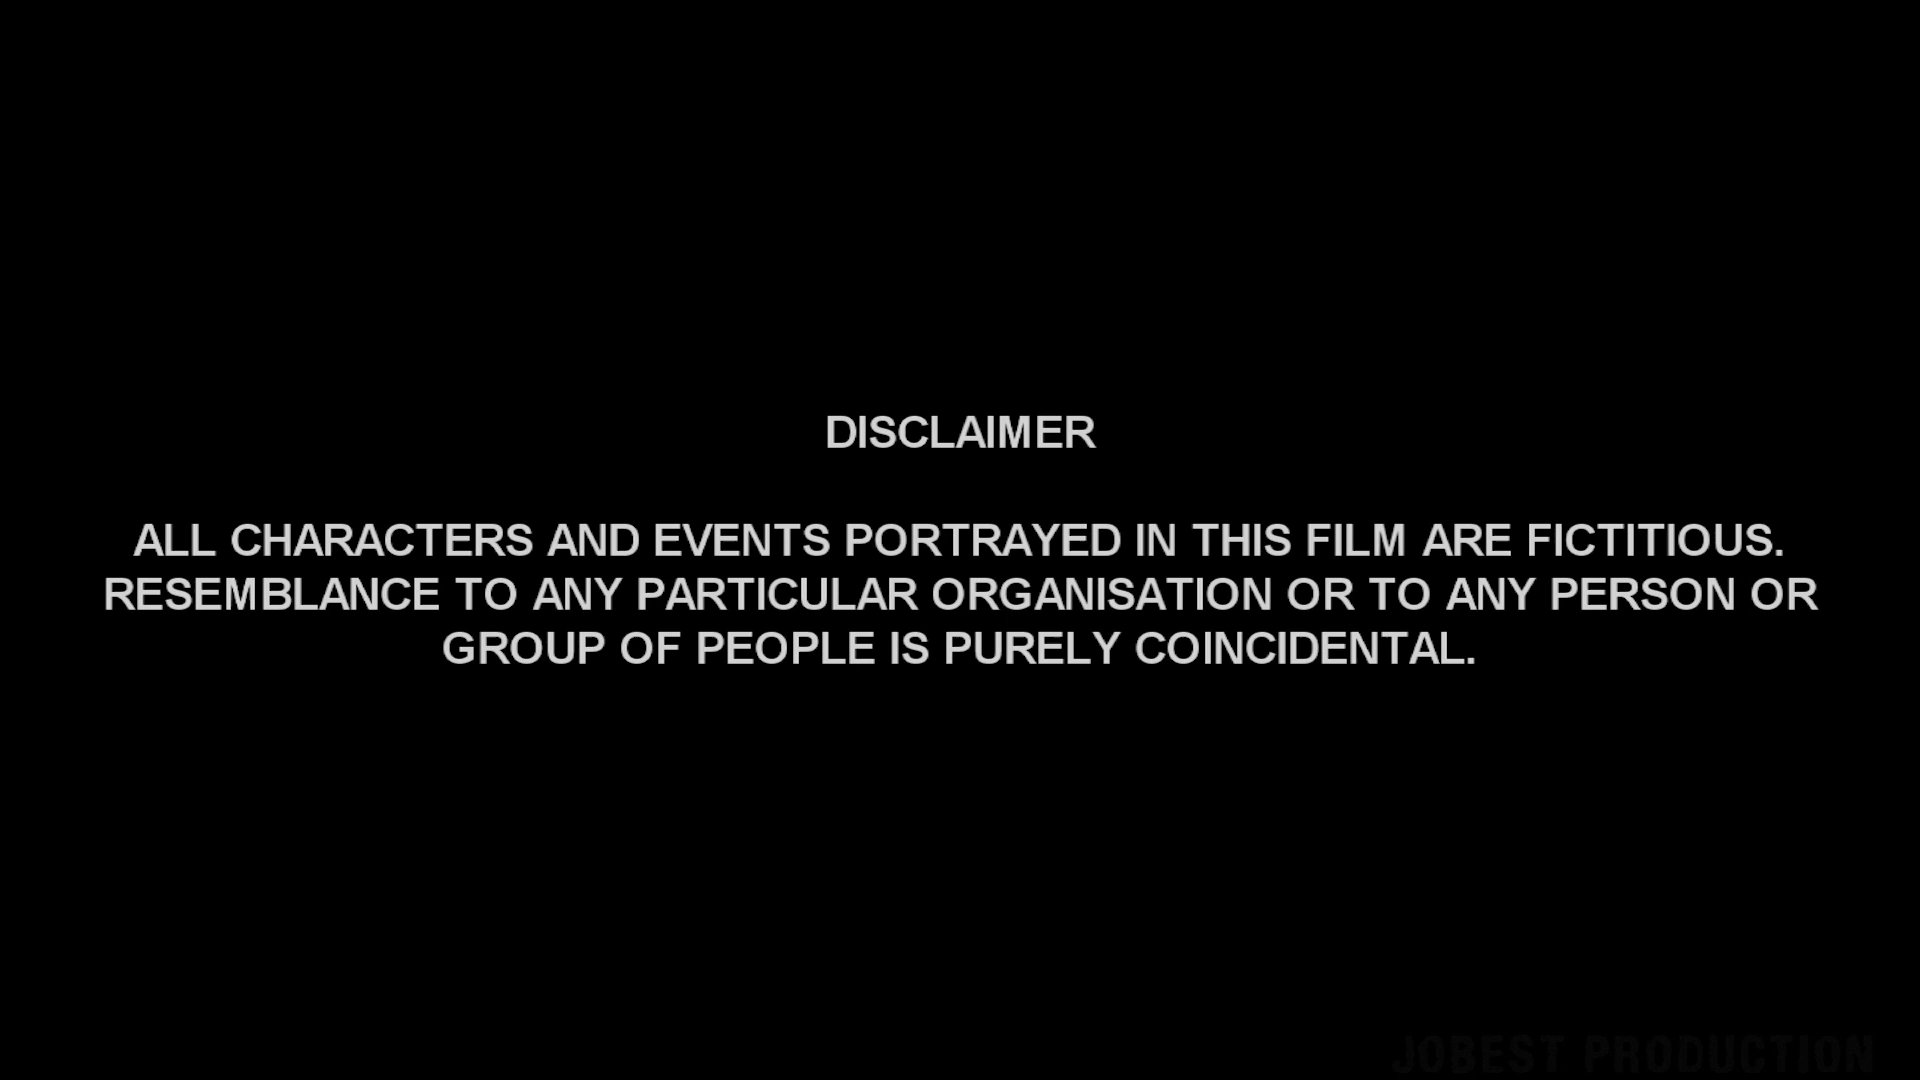 DISCLAIMER
ALL CHARACTERS AND EVENTS PORTRAYED IN THIS FILM ARE FICTITIOUS.
RESEMBLANCE TO ANY PARTICULAR ORGANISATION OR TO ANY PERSON OR
GROUP OF PEOPLE IS PURELY COINCIDENTAL.
JOBEST PRODUCTION